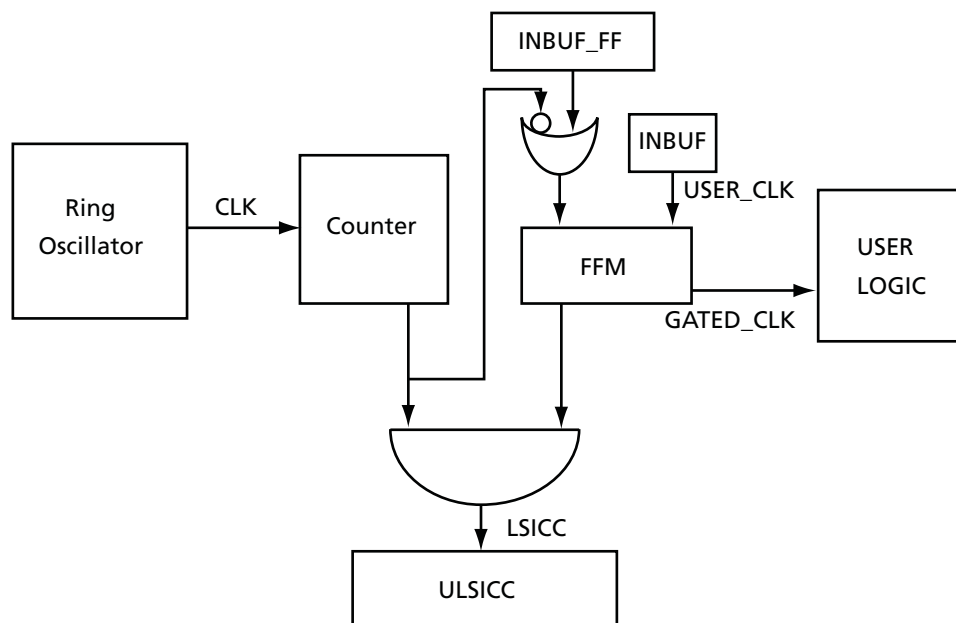 INBUF_FF
INBUF
Ring
Oscillator
CLK
Counter
USER_CLK
FFM
USER
LOGIC
GATED_CLK
LSICC
ULSICC